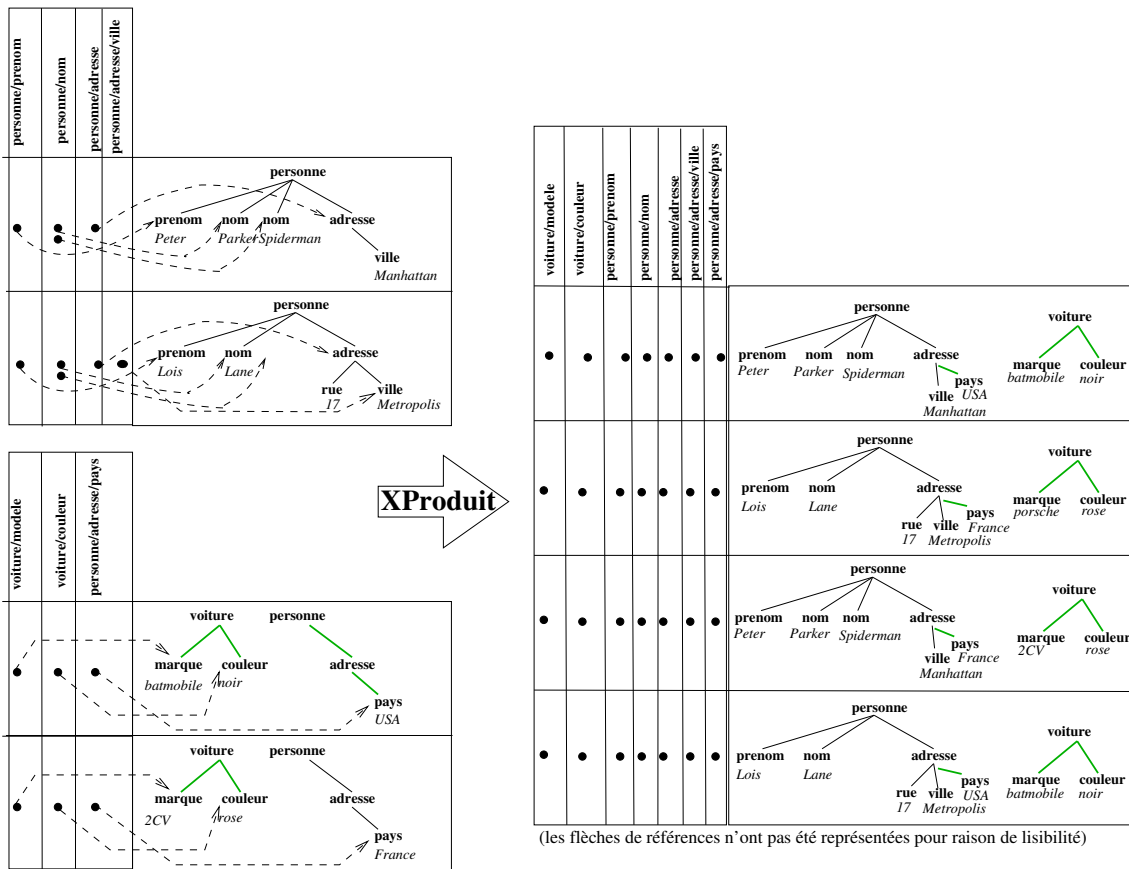 personne/prenom
personne/nom
personne/adresse
personne/adresse/ville
personne
prenom nom nom adresse
Peter Parker Spiderman
ville
Manhattan
personne
prenom nom adresse
Lois Lane
rue ville
17 Metropolis
voiture/modele
voiture/couleur
personne/adresse/pays
voiture personne
marque couleur adresse
batmobile noir
pays
USA
voiture personne
marque couleur adresse
2CV rose
pays
France
XProduit
voiture/modele
voiture/couleur
personne/prenom
personne/nom
personne/adresse
personne/adresse/ville
personne/adresse/pays
personne voiture
prenom nom nom adresse marque couleur
Peter Parker Spiderman batmobile noir
pays
ville USA
Manhattan
personne voiture
prenom nom adresse marque couleur
Lois Lane porsche rose
rue ville pays
17 Metropolis France
personne voiture
prenom nom nom adresse marque couleur
Peter Parker Spiderman 2CV rose
pays
ville France
Manhattan
personne voiture
prenom nom adresse marque couleur
Lois Lane batmobile noir
rue ville pays
17 Metropolis USA
(les flèches de références n'ont pas été représentées pour raison de lisibilité)